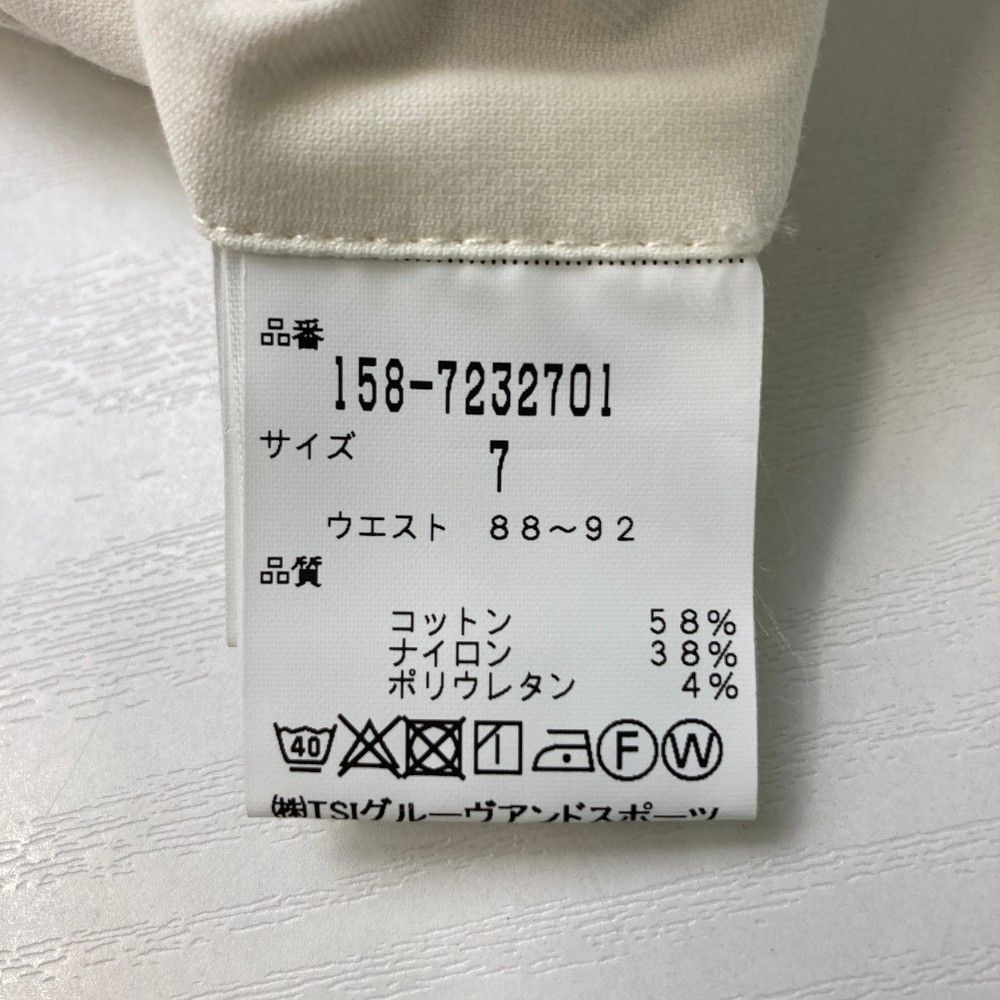 品番
158-7232701
サイズ 7
ウエスト ８８～９２
品質
コットン ５８％
ナイロン ３８％
ポリウレタン ４％
40 F W
㈱TSIグルーヴアンドスポーツ